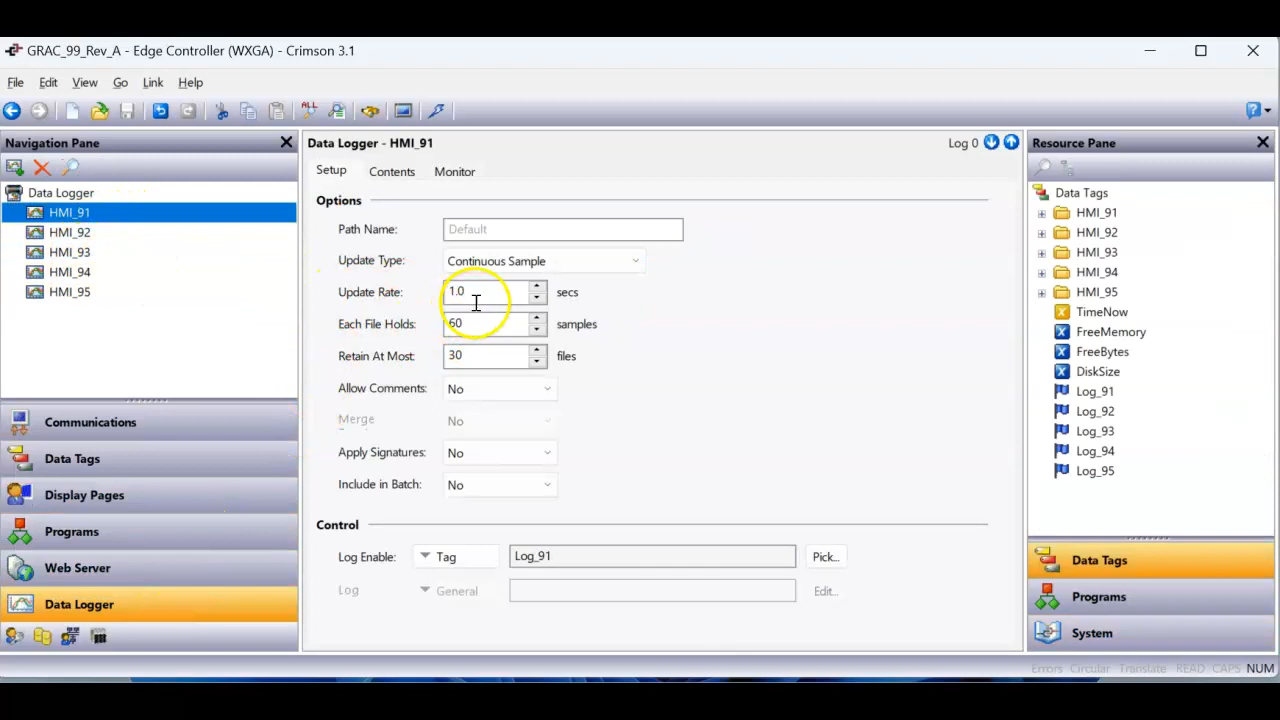 GRAC_99_Rev_A - Edge Controller (WXGA) - Crimson 3.1
File Edit View Go Link Help
ALL
Navigation Pane
Data Logger
HMI_91
HMI_92
HMI_93
HMI_94
HMI_95
Communications
Data Tags
Display Pages
Programs
Web Server
Data Logger
Data Logger - HMI_91
Log 0
Setup Contents Monitor
Options
Path Name: Default
Update Type: Continuous Sample
Update Rate: 1.0 secs
Each File Holds: 60 samples
Retain At Most: 30 files
Allow Comments: No
Merge No
Apply Signatures: No
Include in Batch: No
Control
Log Enable: Tag Log_91 Pick...
Log General Edit...
Resource Pane
Data Tags
HMI_91
HMI_92
HMI_93
HMI_94
HMI_95
TimeNow
FreeMemory
FreeBytes
DiskSize
Log_91
Log_92
Log_93
Log_94
Log_95
Data Tags
Programs
System
Errors Circular Translate READ CAPS NUM